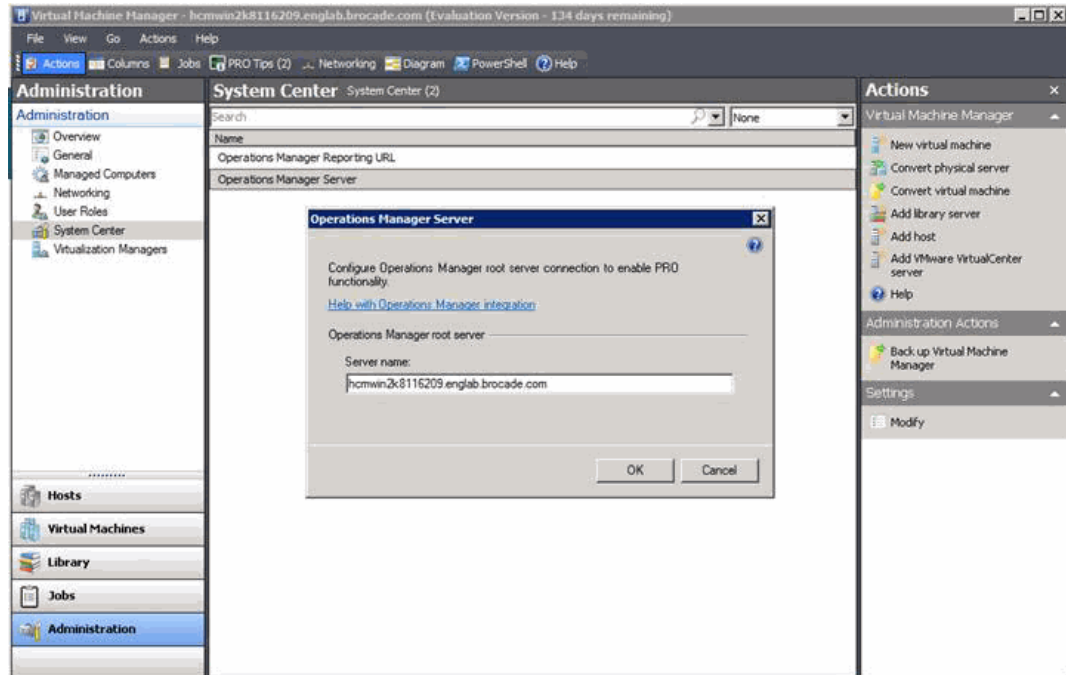 Virtual Machine Manager - hcmwin2k8116209.englab.brocade.com (Evaluation Version - 134 days remaining)
File View Go Actions Help
Actions Columns Jobs PRO Tips (2) Networking Diagram PowerShell Help
Administration
Administration
Overview
General
Managed Computers
Networking
User Roles
System Center
Virtualization Managers
Hosts
Virtual Machines
Library
Jobs
Administration
System Center System Center (2)
Search
None
Name
Operations Manager Reporting URL
Operations Manager Server
Operations Manager Server
Configure Operations Manager root server connection to enable PRO
functionality.
Help with Operations Manager integration
Operations Manager root server
Server name:
hcmwin2k8116209.englab.brocade.com
OK Cancel
Actions
Virtual Machine Manager
New virtual machine
Convert physical server
Convert virtual machine
Add library server
Add host
Add VMware VirtualCenter
server
Help
Administration Actions
Back up Virtual Machine
Manager
Settings
Modify